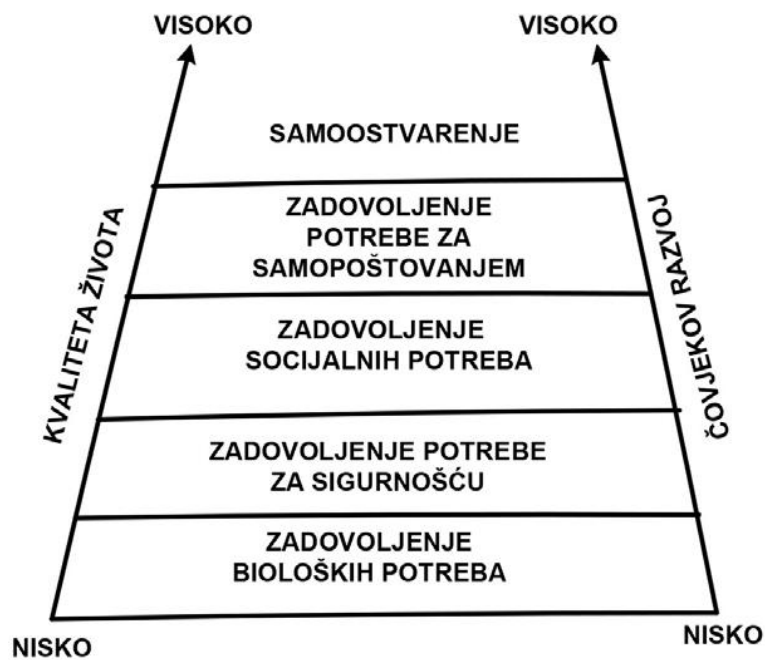 VISOKO
VISOKO
SAMOOSTVARENJE
ZADOVOLJENJE
POTREBE ZA
SAMOPOŠTOVANJEM
ZADOVOLJENJE
SOCIJALNIH POTREBA
ZADOVOLJENJE POTREBE
ZA SIGURNOŠĆU
ZADOVOLJENJE
BIOLOŠKIH POTREBA
KVALITETA ŽIVOTA
ČOVJEKOV RAZVOJ
NISKO
NISKO